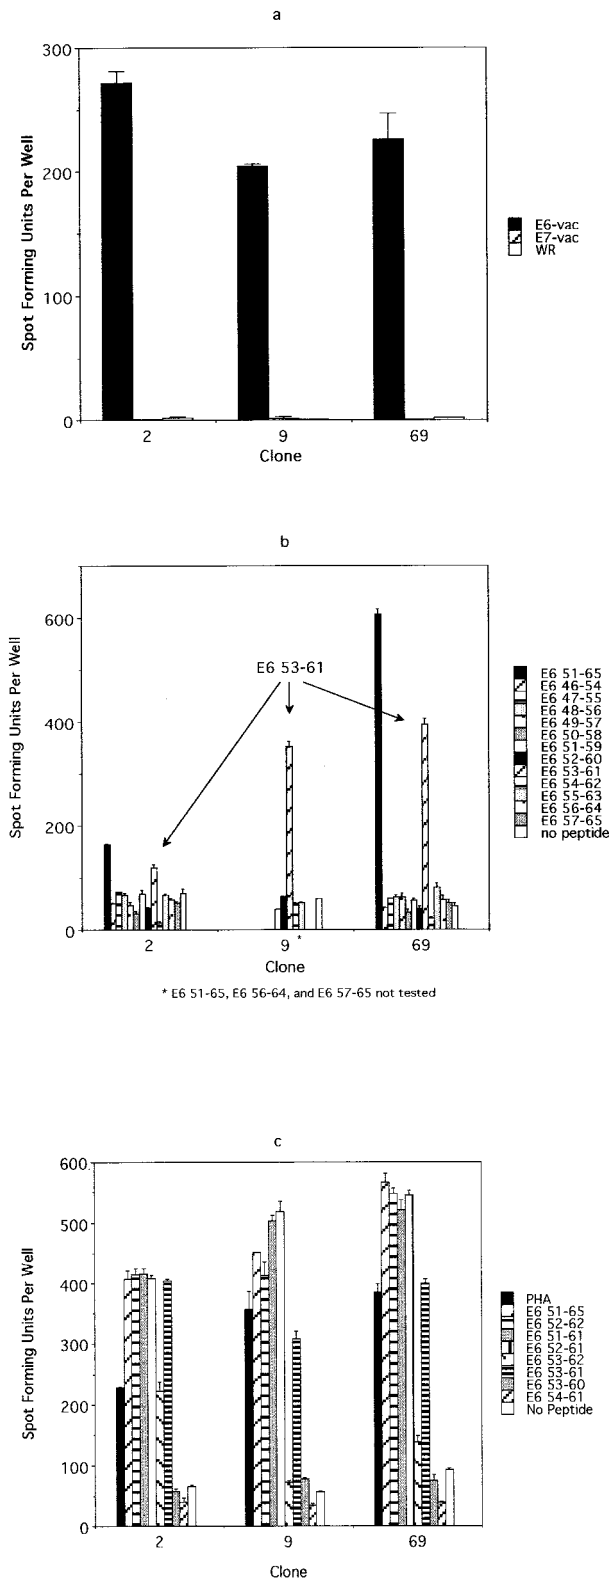 a
300
200
100
0
Spot Forming Units Per Well
2 9 69
Clone
E6-vac
E7-vac
WR
b
600
400
200
0
Spot Forming Units Per Well
E6 53-61
2 9 * 69
Clone
* E6 51-65, E6 56-64, and E6 57-65 not tested
E6 51-65
E6 46-54
E6 47-55
E6 48-56
E6 49-57
E6 50-58
E6 51-59
E6 52-60
E6 53-61
E6 54-62
E6 55-63
E6 56-64
E6 57-65
no peptide
c
600
500
400
300
200
100
0
Spot Forming Units Per Well
2 9 69
Clone
PHA
E6 51-65
E6 52-62
E6 51-61
E6 52-61
E6 53-62
E6 53-61
E6 53-60
E6 54-61
No Peptide